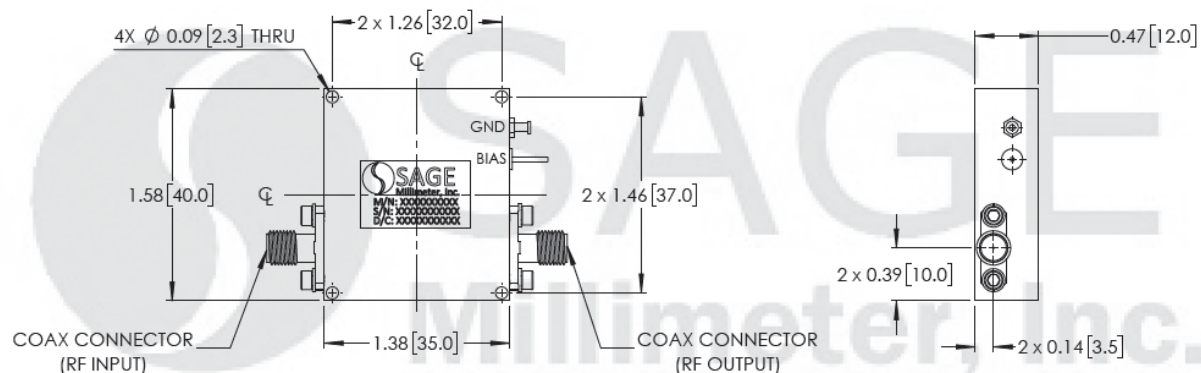 4X Ø 0.09[2.3] THRU
2 x 1.26[32.0]
℄
GND
BIAS
1.58[40.0]
℄
SAGE
Millimeter, Inc.
M/N: XXXXXXXXXX
S/N: XXXXXXXXXXX
D/C: XXXXXXXXXXX
2 x 1.46[37.0]
COAX CONNECTOR
(RF INPUT)
1.38[35.0]
COAX CONNECTOR
(RF OUTPUT)
0.47[12.0]
2 x 0.39[10.0]
2 x 0.14[3.5]
SAGE
Millimeter, Inc.